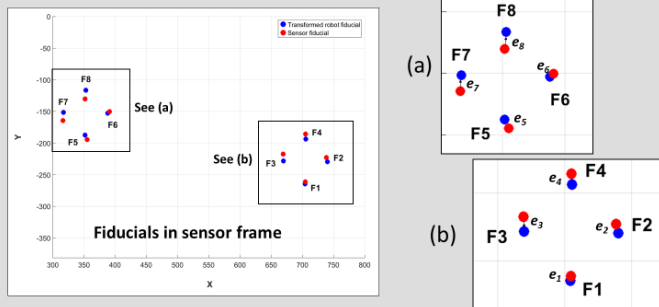 Transformed robot fiducial
Sensor fiducial
0
-50
-100
-150
-200
-250
-300
-350
Y
300
350
400
450
500
550
600
650
700
750
800
X
F8
F7
F6
F5
See (a)
See (b)
F4
F3
F2
F1
Fiducials in sensor frame
(a)
F8
e8
F7
e7
e6
F6
e5
F5
(b)
F4
e4
e3
F3
e2
F2
e1
F1